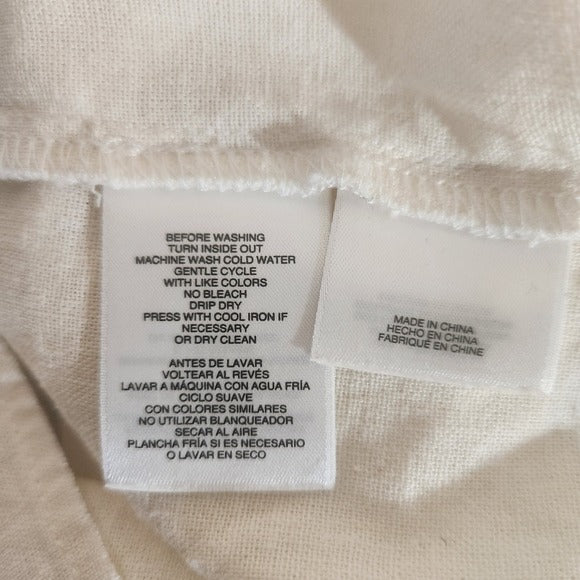 BEFORE WASHING
TURN INSIDE OUT
MACHINE WASH COLD WATER
GENTLE CYCLE
WITH LIKE COLORS
NO BLEACH
DRIP DRY
PRESS WITH COOL IRON IF
NECESSARY
OR DRY CLEAN
ANTES DE LAVAR
VOLTEAR AL REVÉS
LAVAR A MÁQUINA CON AGUA FRÍA
CICLO SUAVE
CON COLORES SIMILARES
NO UTILIZAR BLANQUEADOR
SECAR AL AIRE
PLANCHA FRÍA SI ES NECESARIO
O LAVAR EN SECO
MADE IN CHINA
HECHO EN CHINA
FABRIQUÉ EN CHINE